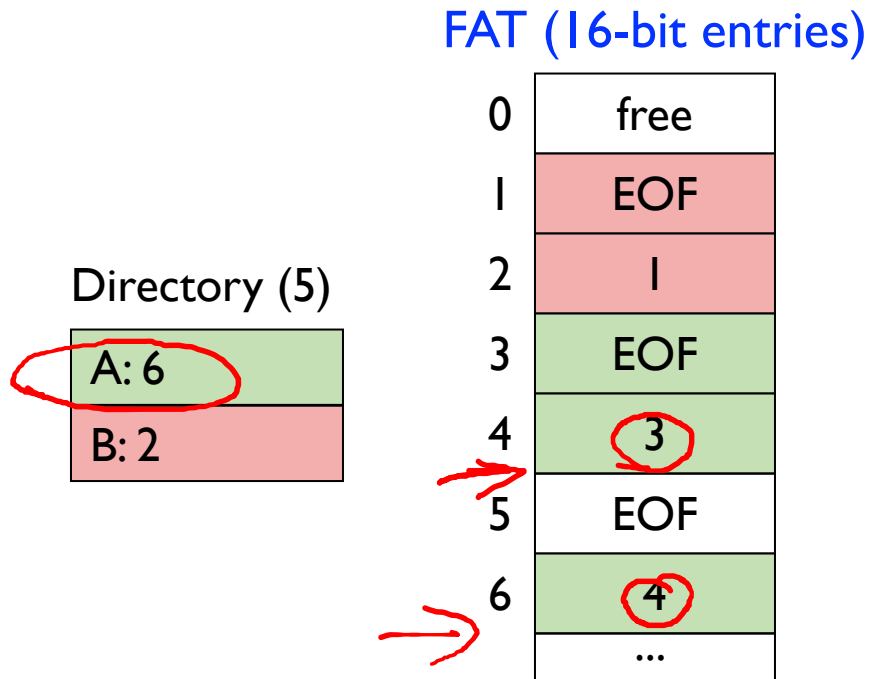 FAT (16-bit entries)
0 free
1 EOF
2 1
Directory (5)
A: 6
3 EOF
B: 2
4 3
5 EOF
6 4
...